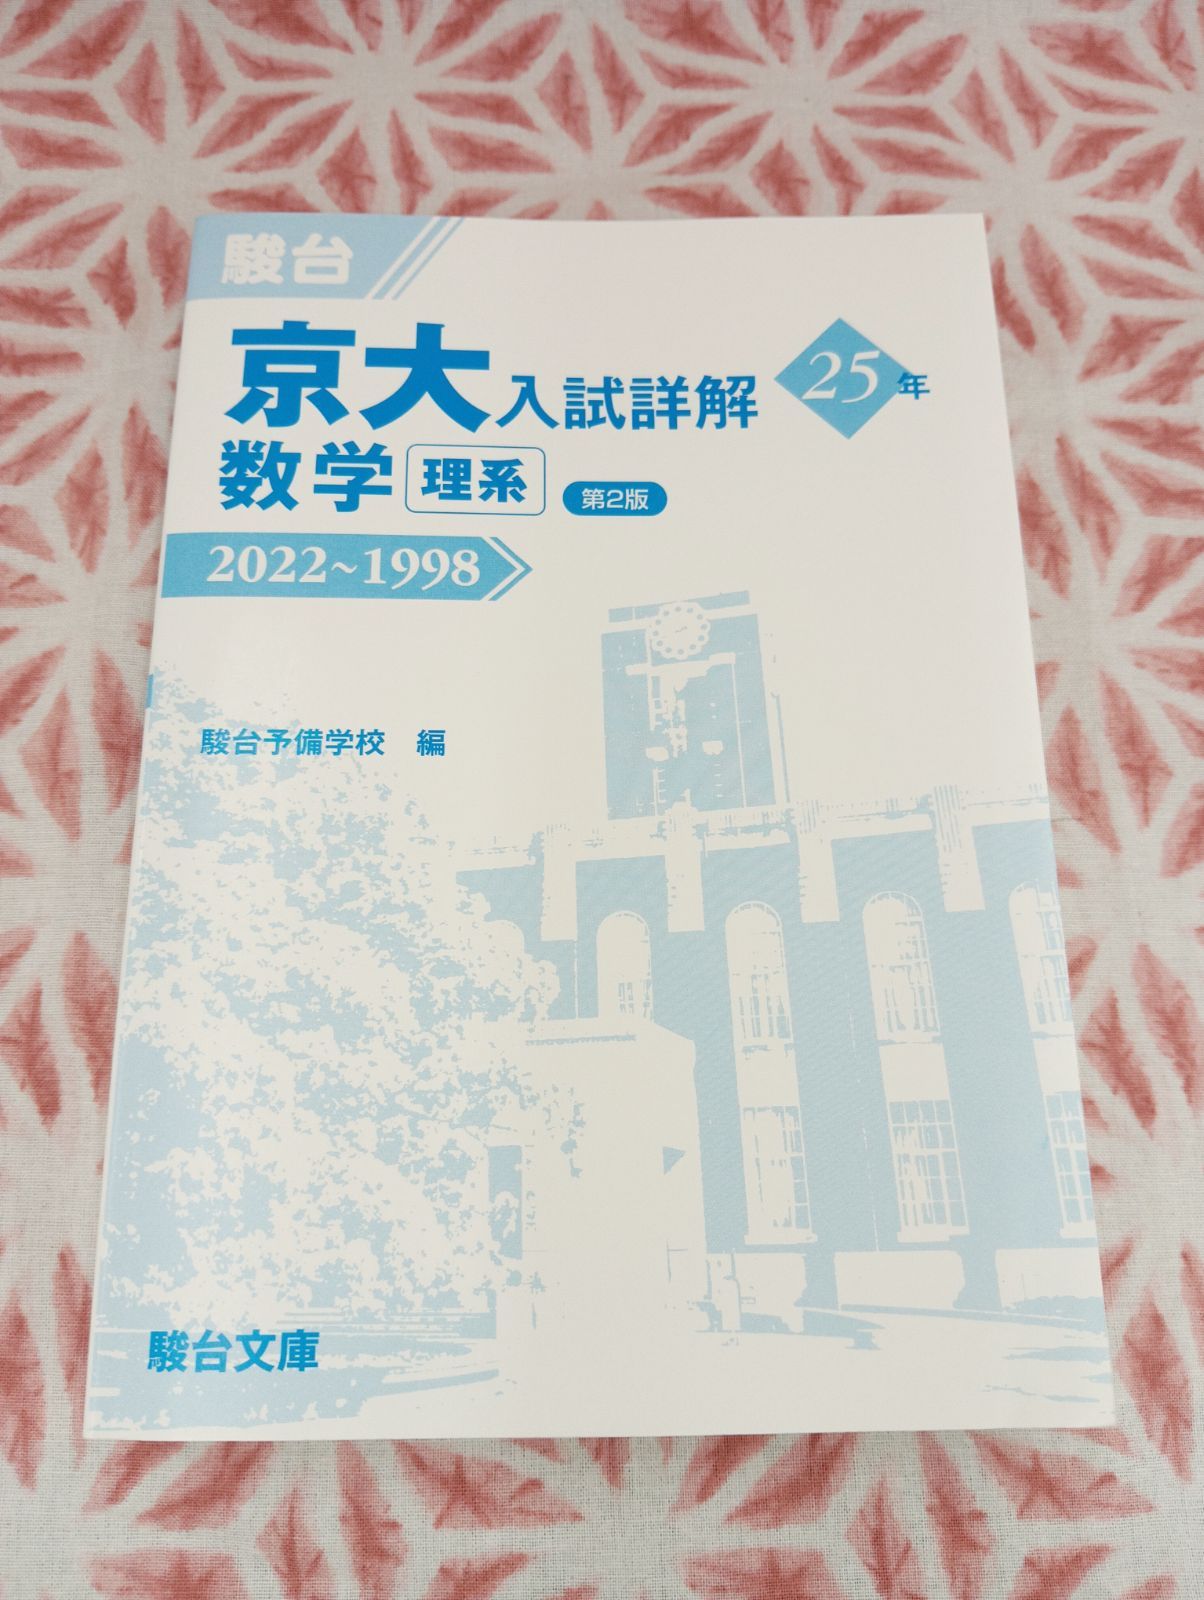 駿台
京大入試詳解 25年
数学 理系 第2版
2022~1998
駿台予備学校 編
駿台文庫